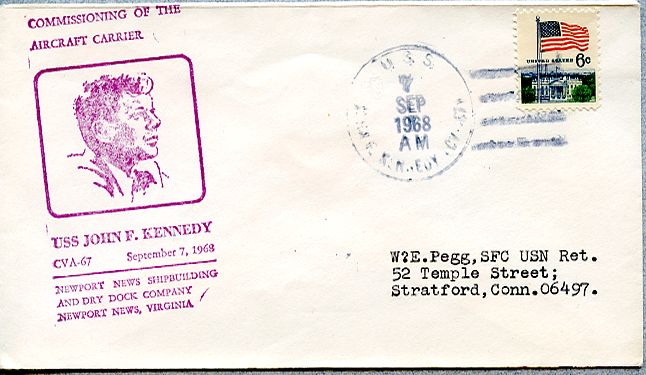 COMMISSIONING OF THE
AIRCRAFT CARRIER
USS JOHN F. KENNEDY
CVA-67 September 7, 1968
NEWPORT NEWS SHIPBUILDING
AND DRY DOCK COMPANY
NEWPORT NEWS, VIRGINIA
U.S.S.
7
SEP
1968
AM
UNITED STATES 6c
W?E.Pegg,SFC USN Ret.
52 Temple Street;
Stratford,Conn.06497.